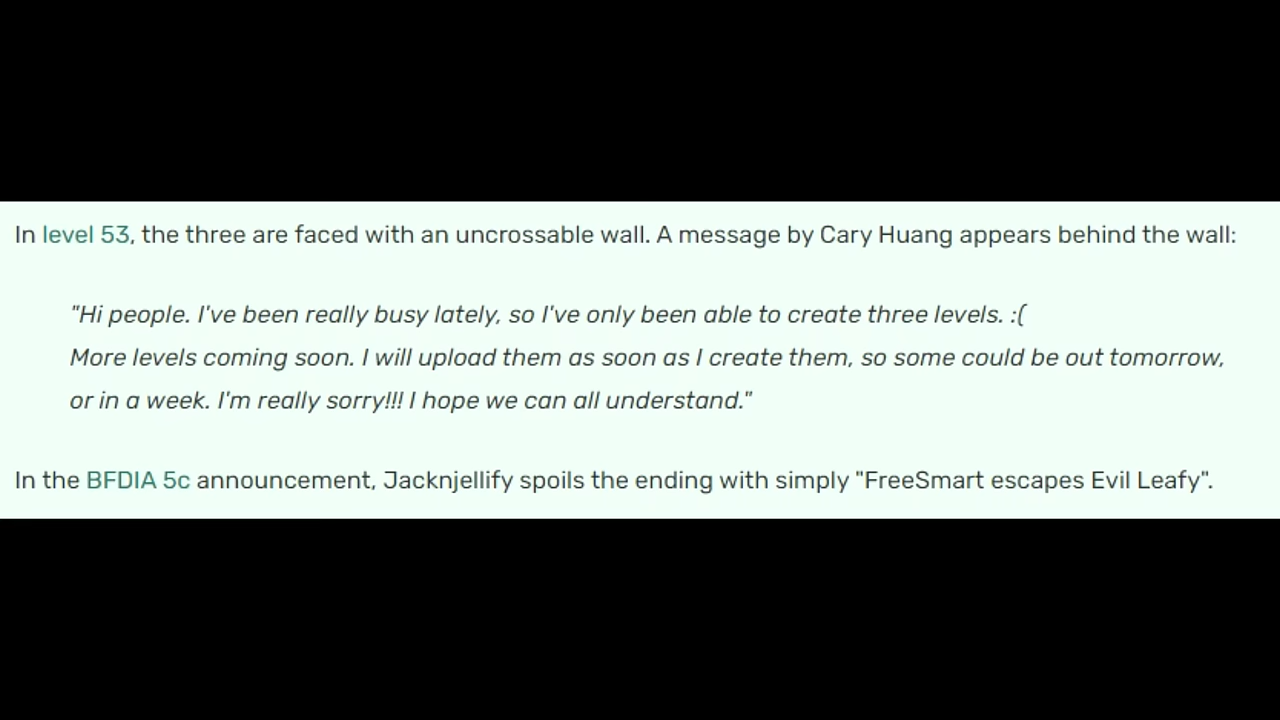 In level 53, the three are faced with an uncrossable wall. A message by Cary Huang appears behind the wall:
"Hi people. I've been really busy lately, so I've only been able to create three levels. :(
More levels coming soon. I will upload them as soon as I create them, so some could be out tomorrow,
or in a week. I'm really sorry!!! I hope we can all understand."
In the BFDIA 5c announcement, Jacknjellify spoils the ending with simply "FreeSmart escapes Evil Leafy".